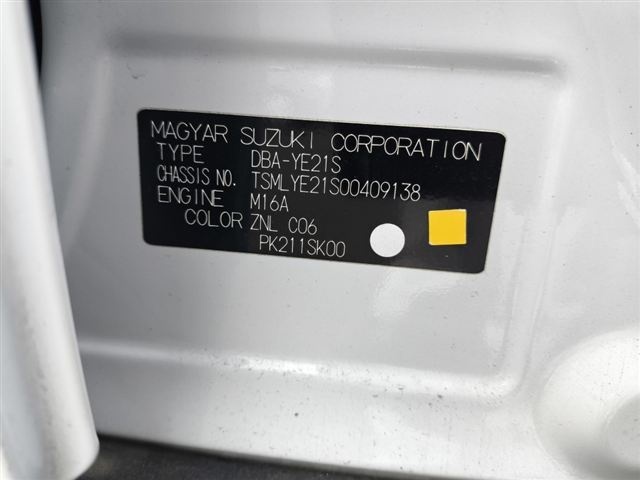 MAGYAR SUZUKI CORPORATION
TYPE DBA-YE21S
CHASSIS NO. TSMLYE21S00409138
ENGINE M16A
COLOR ZNL C06
PK211SK00